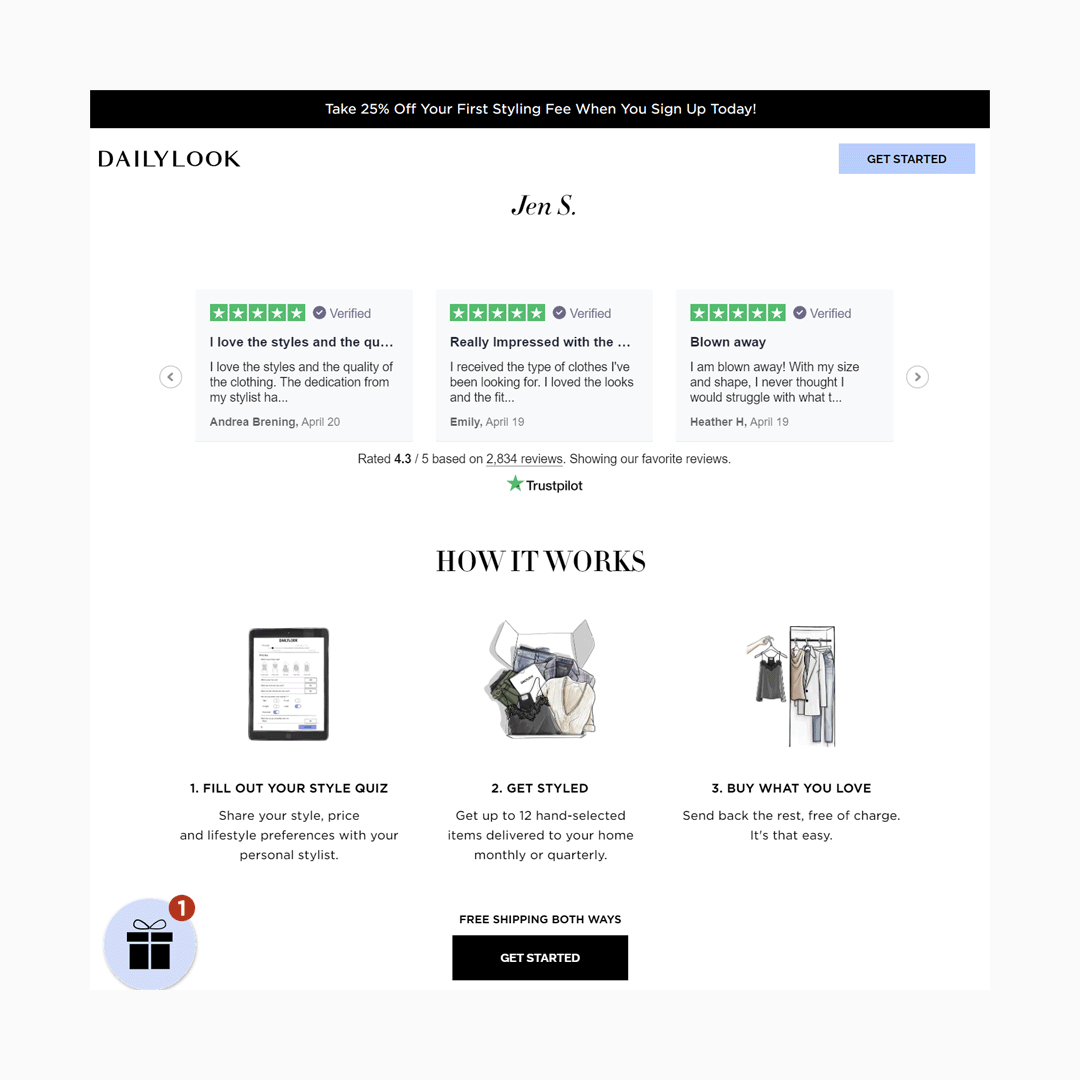 Take 25% Off Your First Styling Fee When You Sign Up Today!
DAILYLOOK
GET STARTED
Jen S.
Verified
I love the styles and the qu...
I love the styles and the quality of
the clothing. The dedication from
my stylist ha...
Andrea Brening, April 20
Verified
Really Impressed with the ...
I received the type of clothes I've
been looking for. I loved the looks
and the fit...
Emily, April 19
Verified
Blown away
I am blown away! With my size
and shape, I never thought I
would struggle with what t...
Heather H, April 19
Rated 4.3 / 5 based on 2,834 reviews. Showing our favorite reviews.
Trustpilot
HOW IT WORKS
DAILYLOOK
1. FILL OUT YOUR STYLE QUIZ
Share your style, price
and lifestyle preferences with your
personal stylist.
2. GET STYLED
Get up to 12 hand-selected
items delivered to your home
monthly or quarterly.
3. BUY WHAT YOU LOVE
Send back the rest, free of charge.
It's that easy.
1
FREE SHIPPING BOTH WAYS
GET STARTED